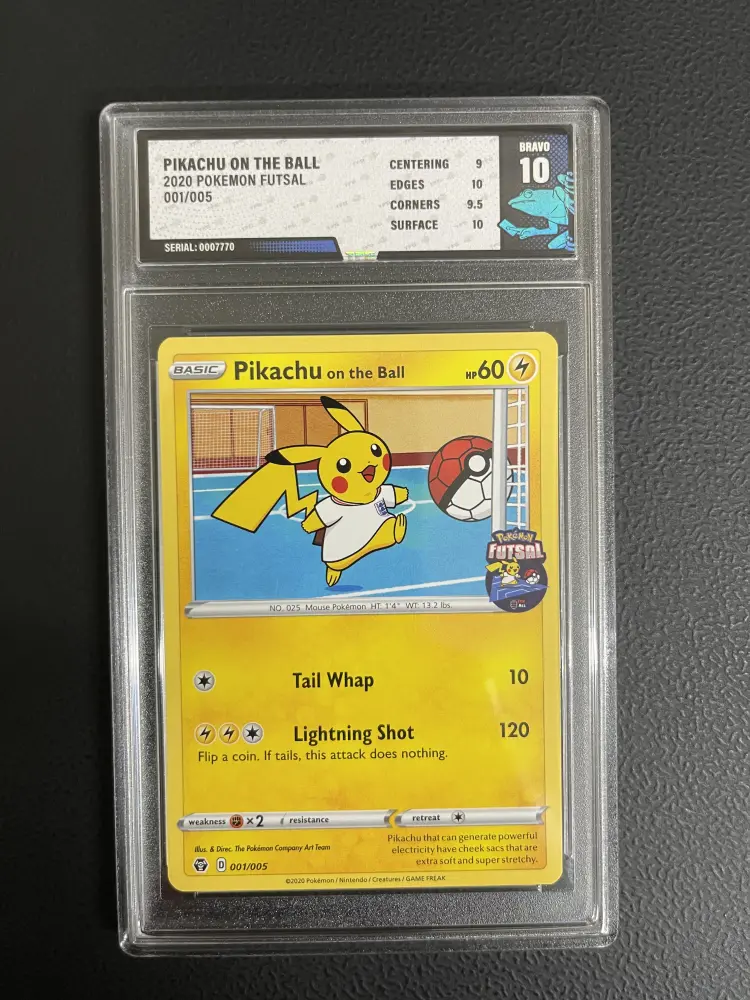 PIKACHU ON THE BALL
2020 POKEMON FUTSAL
001/005
CENTERING 9
EDGES 10
CORNERS 9.5
SURFACE 10
BRAVO
10
SERIAL: 0007770
BASIC Pikachu on the Ball HP60
POKÉMON
FUTSAL
NO. 025 Mouse Pokémon HT: 1'4" WT: 13.2 lbs.
Tail Whap 10
Lightning Shot 120
Flip a coin. If tails, this attack does nothing.
weakness ×2 resistance retreat
Illus. & Direc. The Pokémon Company Art Team
D 001/005
Pikachu that can generate powerful
electricity have cheek sacs that are
extra soft and super stretchy.
©2020 Pokémon / Nintendo / Creatures / GAME FREAK